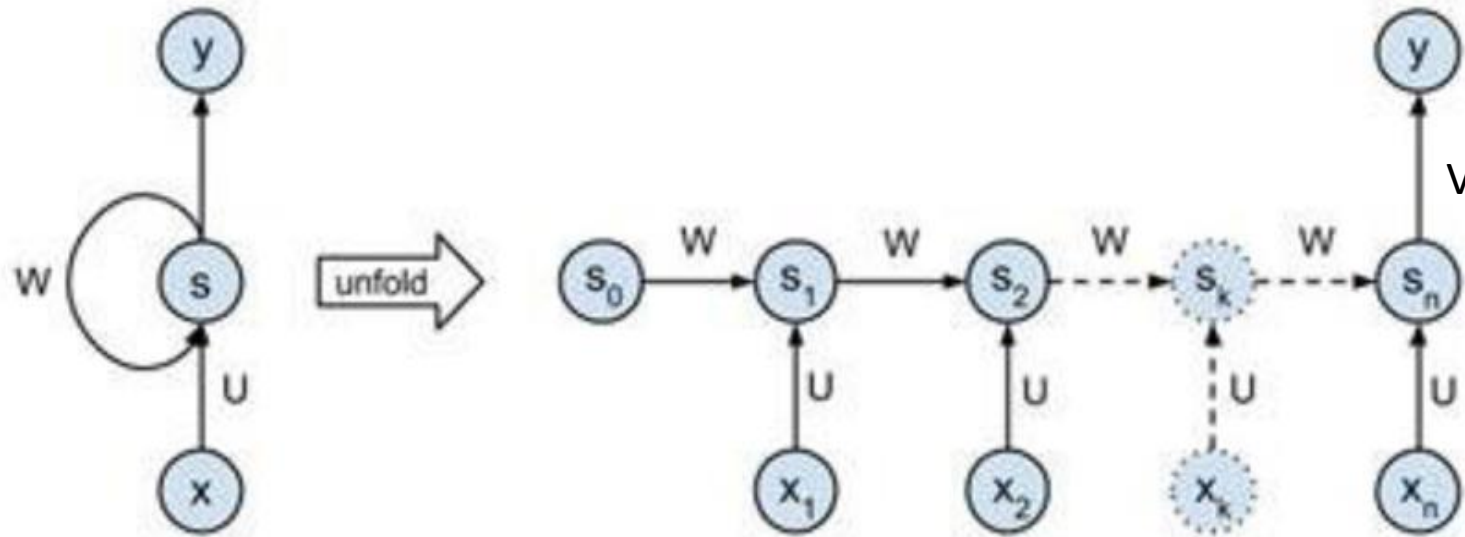 y y
V
W W W W
W s unfold s₀ s₁ s₂ sₖ sₙ
U U U U U
x x₁ x₂ xₖ xₙ